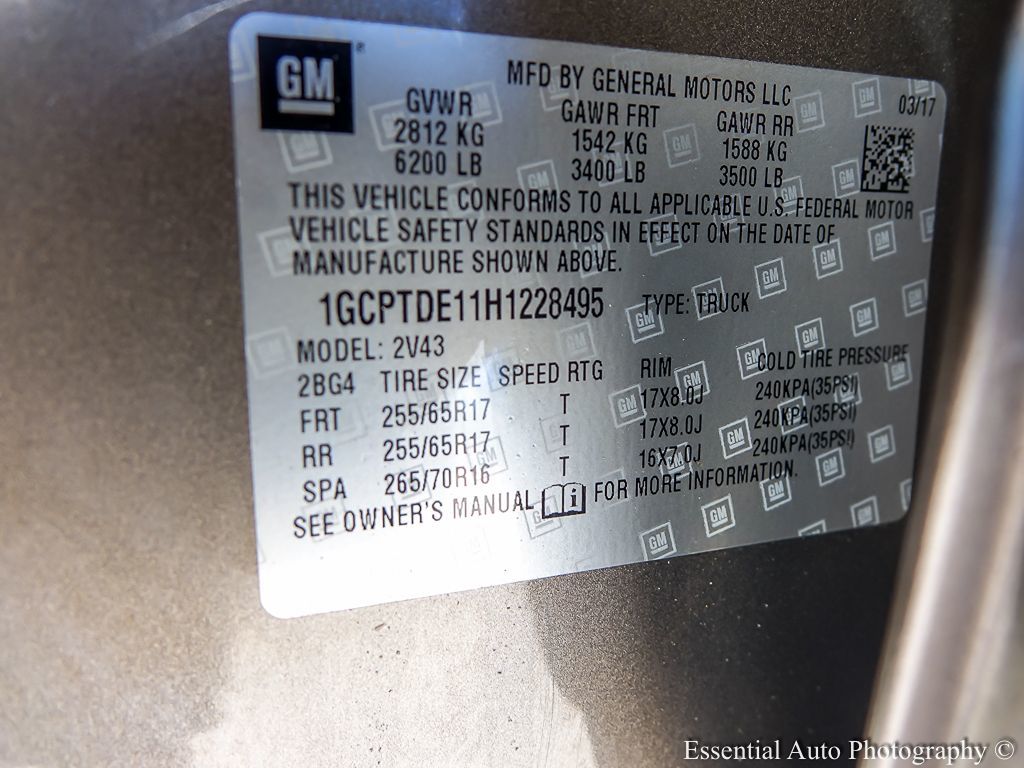 GM ®
MFD BY GENERAL MOTORS LLC
03/17
GVWR GAWR FRT GAWR RR
2812 KG 1542 KG 1588 KG
6200 LB 3400 LB 3500 LB
THIS VEHICLE CONFORMS TO ALL APPLICABLE U.S. FEDERAL MOTOR
VEHICLE SAFETY STANDARDS IN EFFECT ON THE DATE OF
MANUFACTURE SHOWN ABOVE.
1GCPTDE11H1228495 TYPE: TRUCK
MODEL: 2V43
2BG4 TIRE SIZE SPEED RTG RIM COLD TIRE PRESSURE
FRT 255/65R17 T 17X8.0J 240KPA(35PSI)
RR 255/65R17 T 17X8.0J 240KPA(35PSI)
SPA 265/70R16 T 16X7.0J 240KPA(35PSI)
SEE OWNER'S MANUAL i FOR MORE INFORMATION.
Essential Auto Photography ©